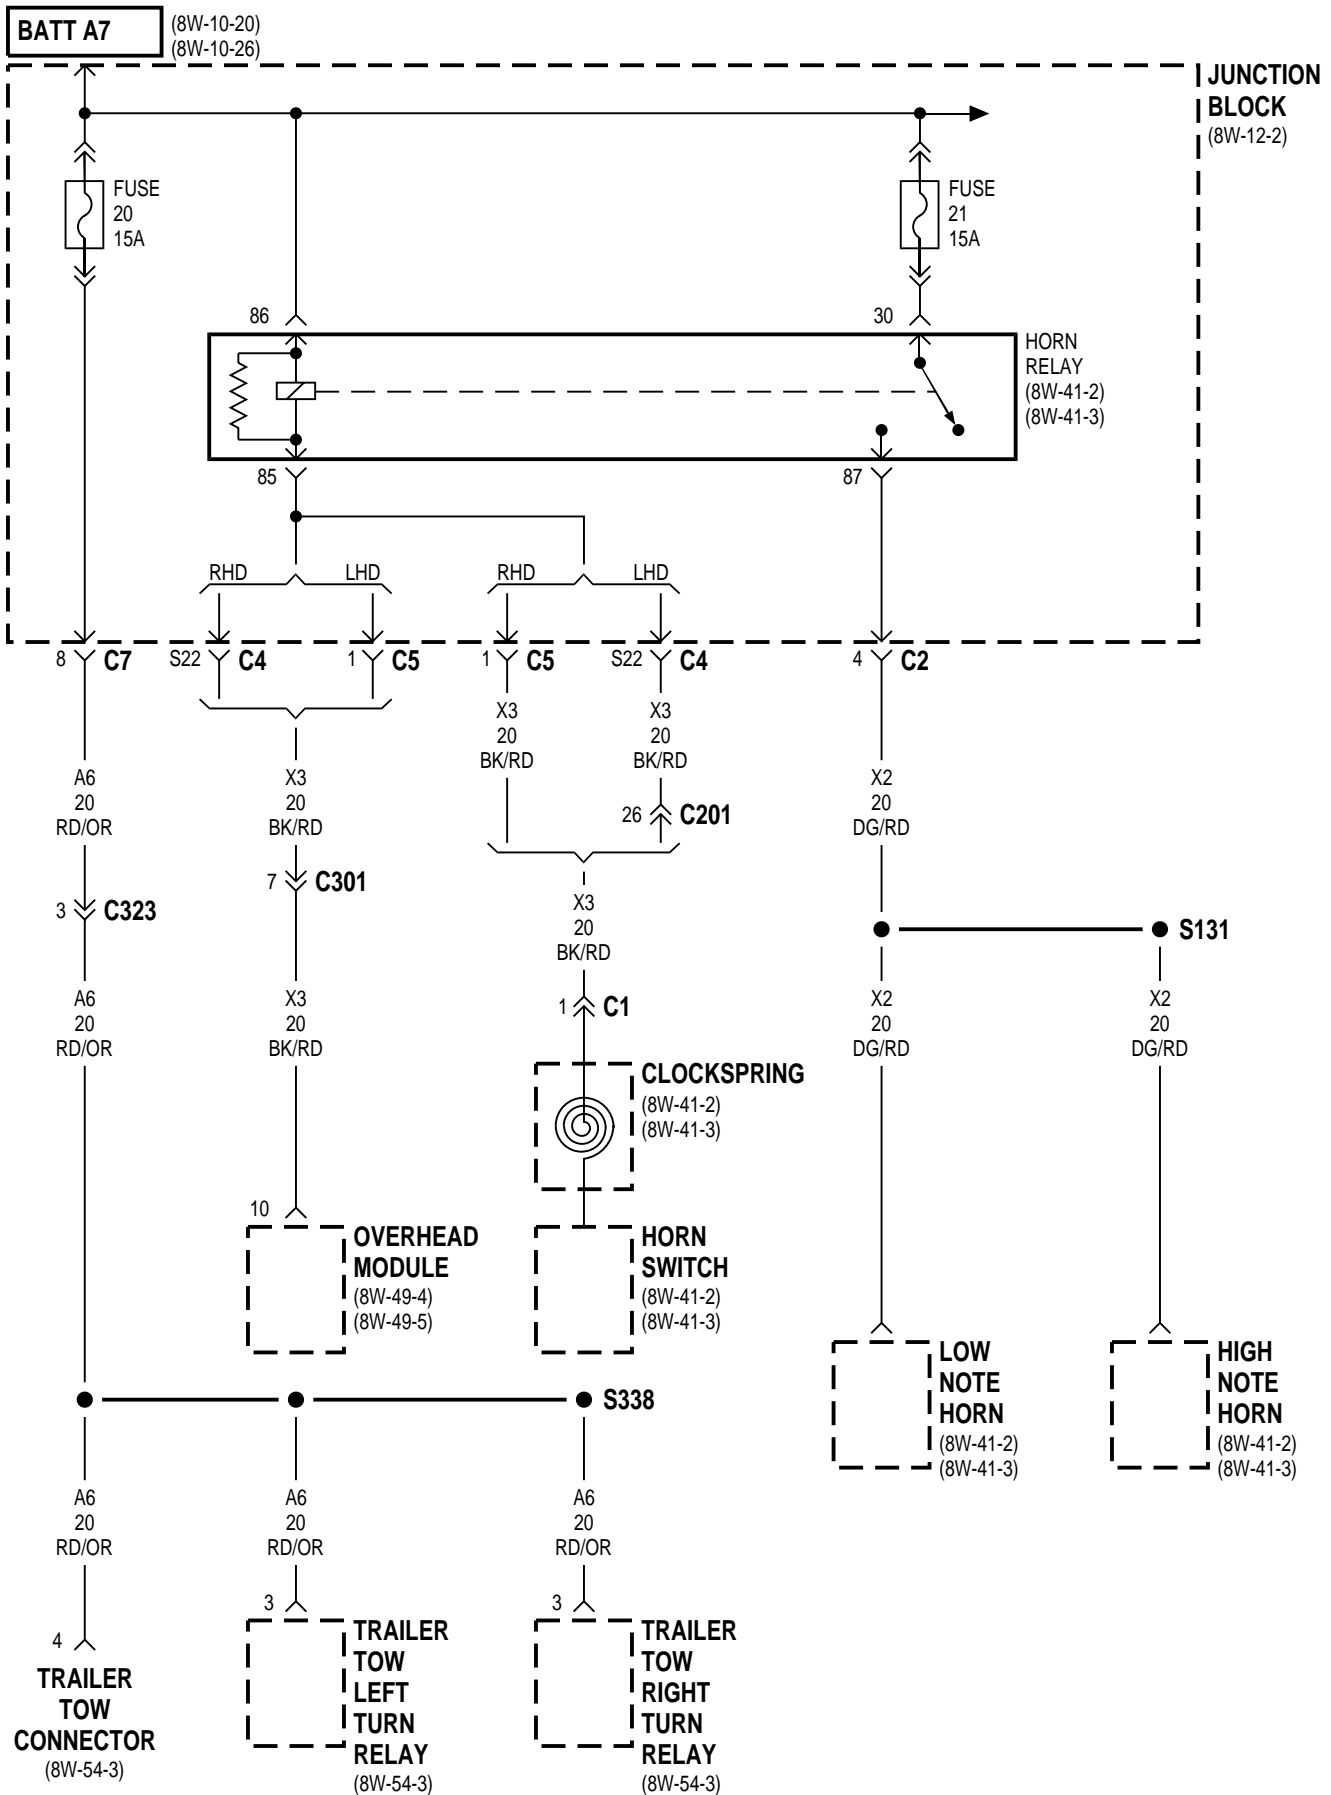 BATT A7
(8W-10-20)
(8W-10-26)
JUNCTION
BLOCK
(8W-12-2)
FUSE
20
15A
FUSE
21
15A
86
30
HORN
RELAY
(8W-41-2)
(8W-41-3)
85
87
RHD
LHD
RHD
LHD
8 C7
S22 C4
1 C5
1 C5
S22 C4
4 C2
X3
20
BK/RD
X3
20
BK/RD
A6
20
RD/OR
X3
20
BK/RD
26 C201
X2
20
DG/RD
7 C301
3 C323
X3
20
BK/RD
S131
A6
20
RD/OR
X3
20
BK/RD
1 C1
X2
20
DG/RD
X2
20
DG/RD
CLOCKSPRING
(8W-41-2)
(8W-41-3)
10
OVERHEAD
MODULE
(8W-49-4)
(8W-49-5)
HORN
SWITCH
(8W-41-2)
(8W-41-3)
LOW
NOTE
HORN
(8W-41-2)
(8W-41-3)
HIGH
NOTE
HORN
(8W-41-2)
(8W-41-3)
S338
A6
20
RD/OR
A6
20
RD/OR
A6
20
RD/OR
4
TRAILER
TOW
CONNECTOR
(8W-54-3)
3
TRAILER
TOW
LEFT
TURN
RELAY
(8W-54-3)
3
TRAILER
TOW
RIGHT
TURN
RELAY
(8W-54-3)